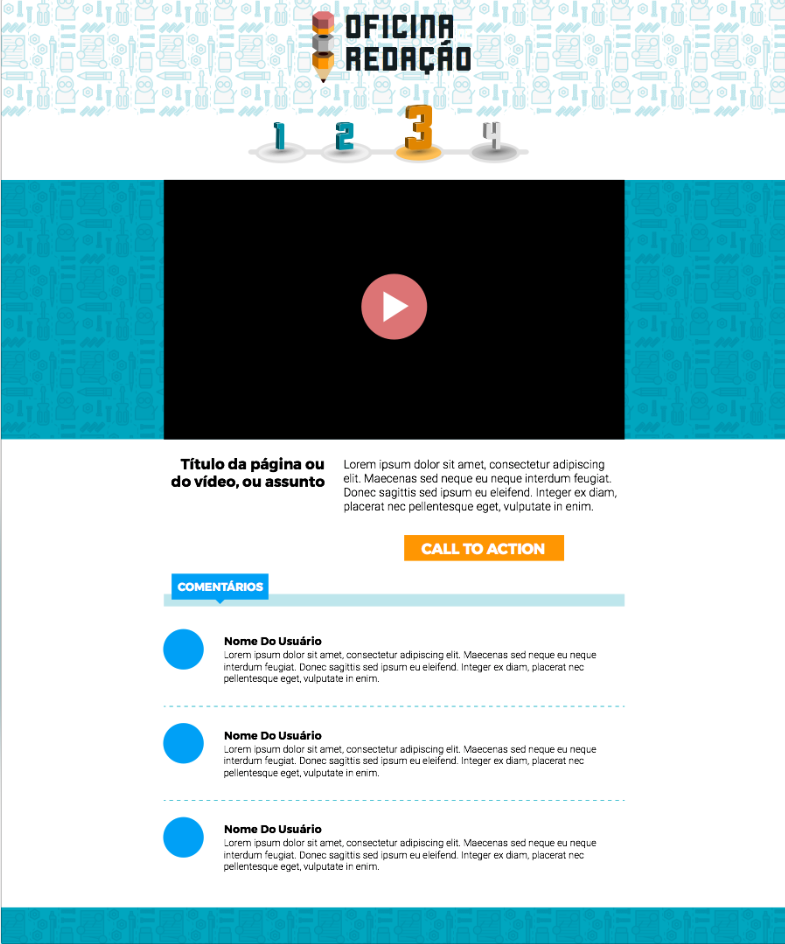 OFICINA
REDAÇÃO
1 2 3 4
Título da página ou
do vídeo, ou assunto
Lorem ipsum dolor sit amet, consectetur adipiscing
elit. Maecenas sed neque eu neque interdum feugiat.
Donec sagittis sed ipsum eu eleifend. Integer ex diam,
placerat nec pellentesque eget, vulputate in enim.
CALL TO ACTION
COMENTÁRIOS
Nome Do Usuário
Lorem ipsum dolor sit amet, consectetur adipiscing elit. Maecenas sed neque eu neque
interdum feugiat. Donec sagittis sed ipsum eu eleifend. Integer ex diam, placerat nec
pellentesque eget, vulputate in enim.
Nome Do Usuário
Lorem ipsum dolor sit amet, consectetur adipiscing elit. Maecenas sed neque eu neque
interdum feugiat. Donec sagittis sed ipsum eu eleifend. Integer ex diam, placerat nec
pellentesque eget, vulputate in enim.
Nome Do Usuário
Lorem ipsum dolor sit amet, consectetur adipiscing elit. Maecenas sed neque eu neque
interdum feugiat. Donec sagittis sed ipsum eu eleifend. Integer ex diam, placerat nec
pellentesque eget, vulputate in enim.